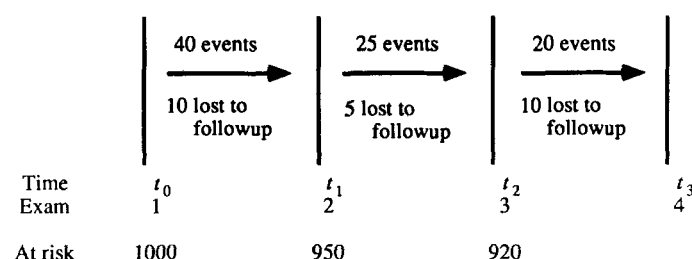 40 events 25 events 20 events
10 lost to 5 lost to 10 lost to
followup followup followup
Time t0 t1 t2 t3
Exam 1 2 3 4
At risk 1000 950 920